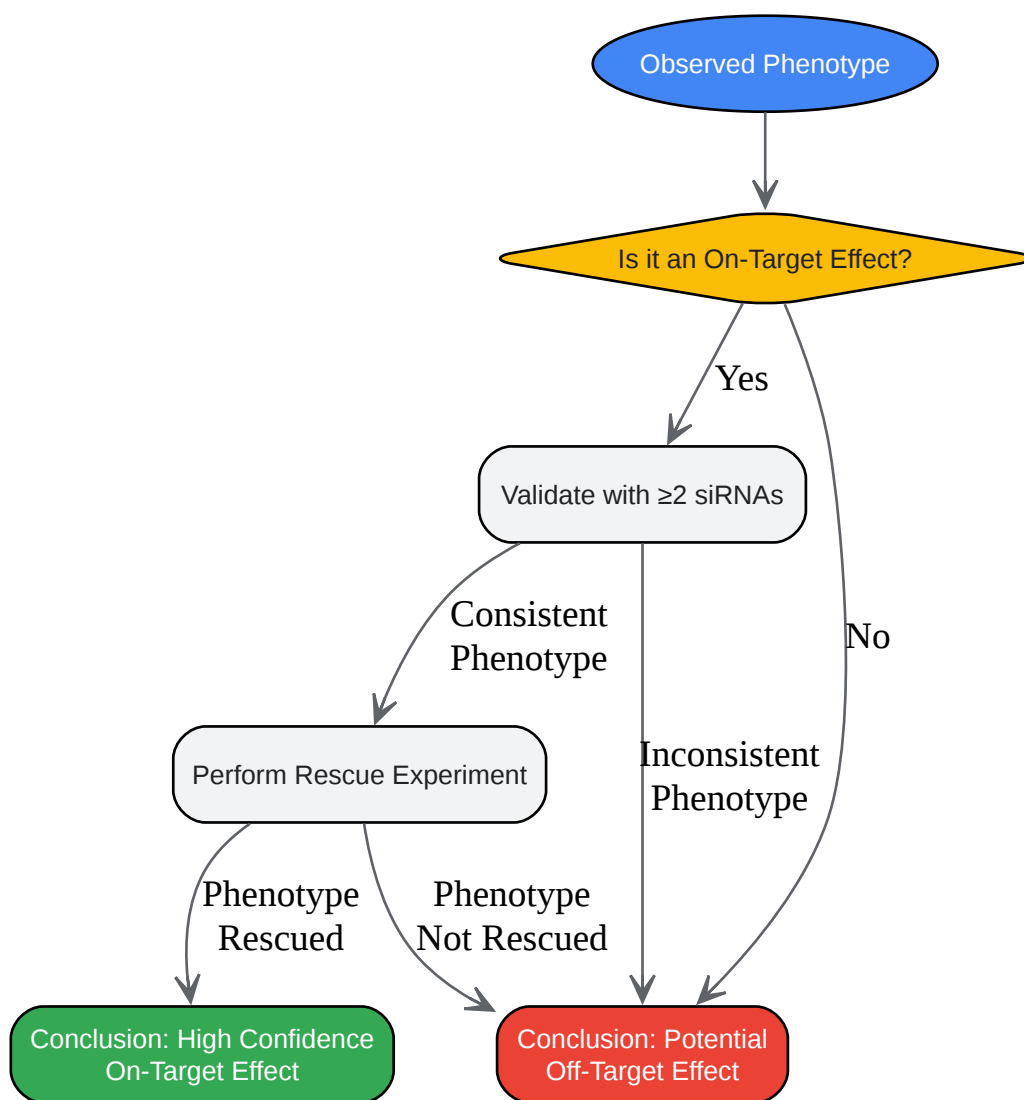 Observed Phenotype
Is it an On-Target Effect?
Yes
Validate with ≥2 siRNAs
Consistent
Phenotype
No
Inconsistent
Phenotype
Perform Rescue Experiment
Phenotype
Rescued
Phenotype
Not Rescued
Conclusion: High Confidence
On-Target Effect
Conclusion: Potential
Off-Target Effect